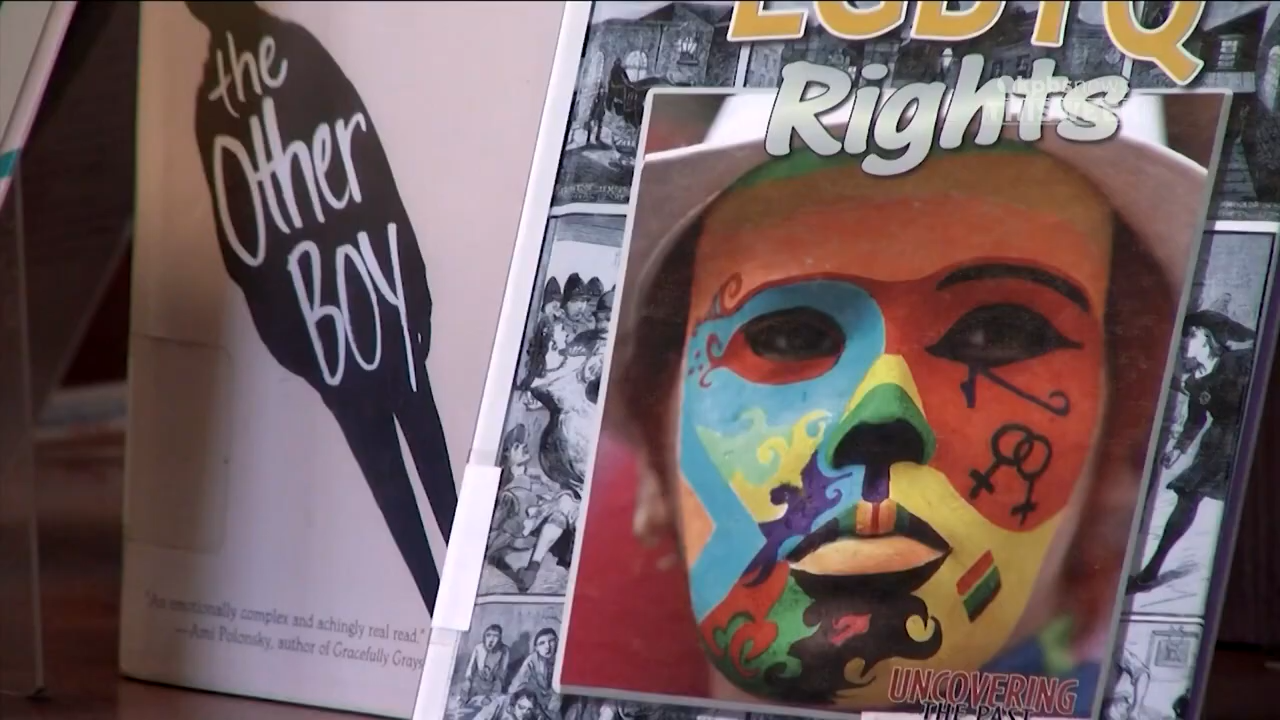 the
Other
BOY
"An emotionally complex and achingly real read."
—Ami Polonsky, author of Gracefully Grays
LGBTQ
Rights
UNCOVERING
THE PAST